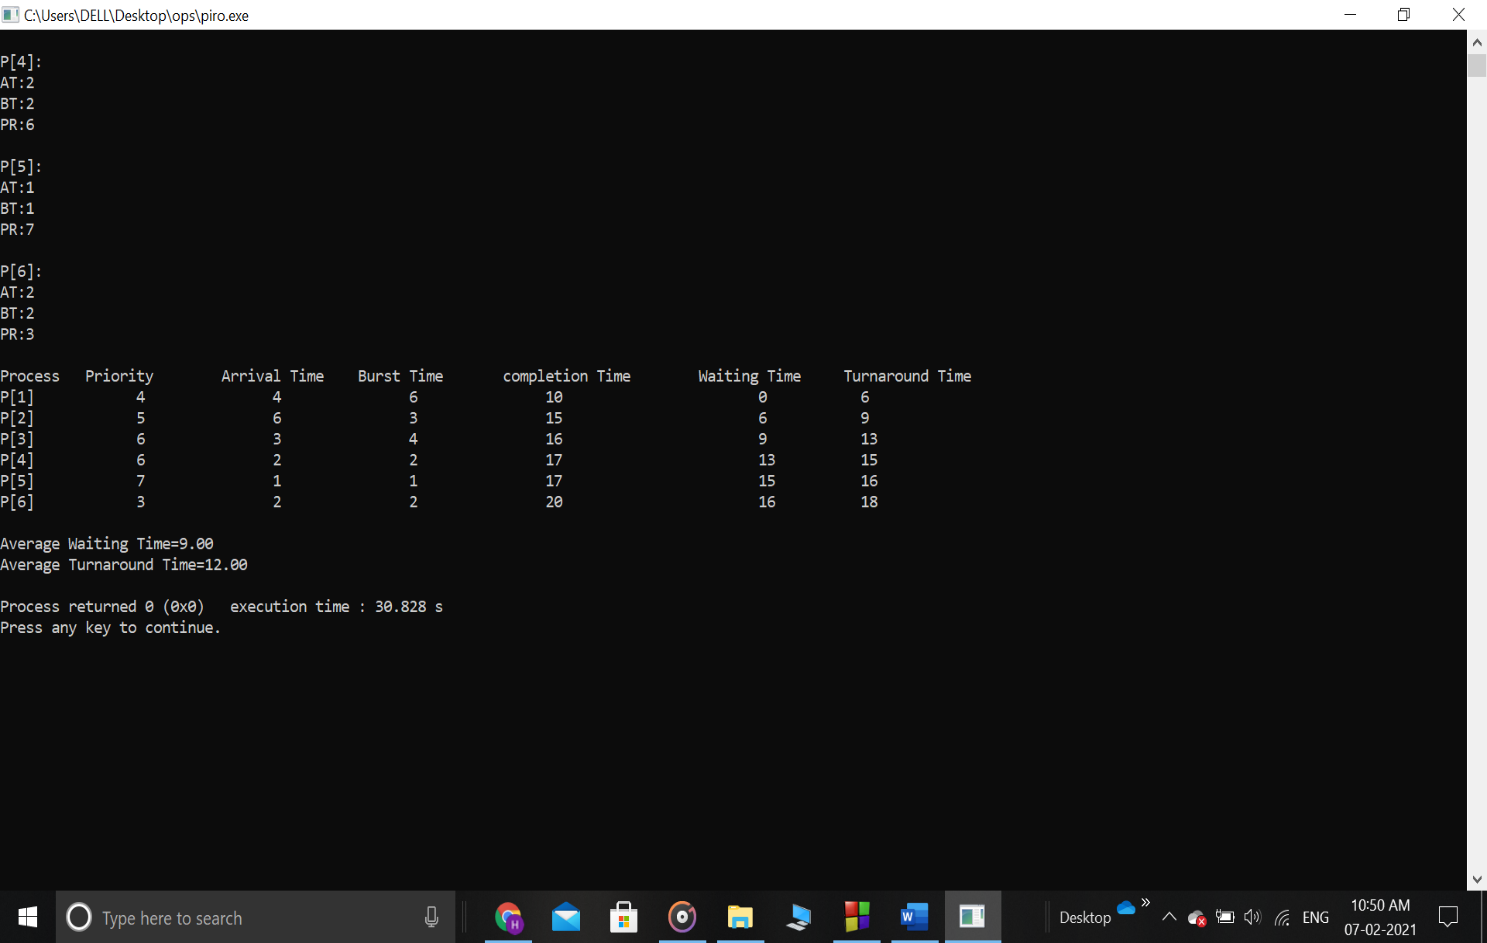 C:\Users\DELL\Desktop\ops\piro.exe
P[4]:
AT:2
BT:2
PR:6
P[5]:
AT:1
BT:1
PR:7
P[6]:
AT:2
BT:2
PR:3
Process Priority Arrival Time Burst Time completion Time Waiting Time Turnaround Time
P[1] 4 4 6 10 0 6
P[2] 5 6 3 15 6 9
P[3] 6 3 4 16 9 13
P[4] 6 2 2 17 13 15
P[5] 7 1 1 17 15 16
P[6] 3 2 2 20 16 18
Average Waiting Time=9.00
Average Turnaround Time=12.00
Process returned 0 (0x0) execution time : 30.828 s
Press any key to continue.
Type here to search
H
W
Desktop
ENG
10:50 AM
07-02-2021